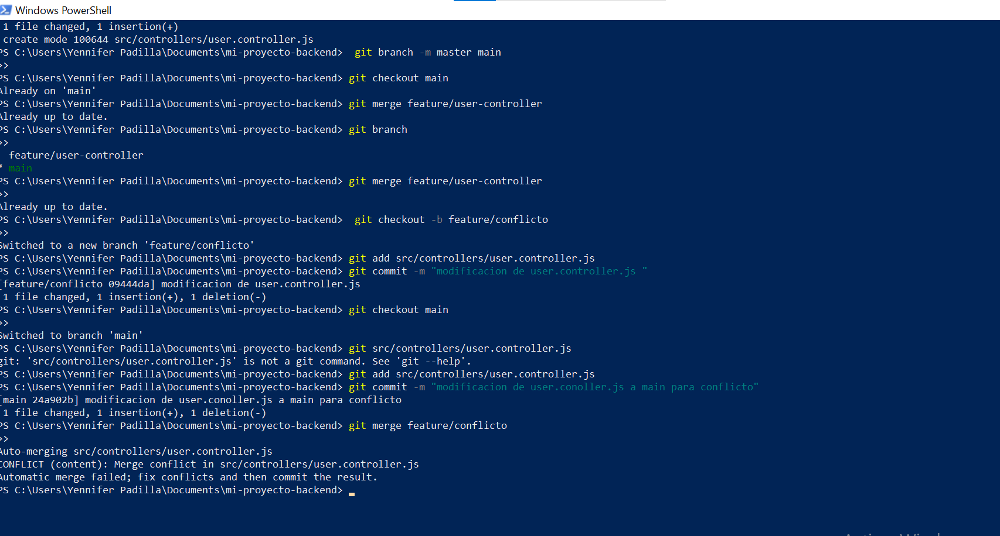 Windows PowerShell
1 file changed, 1 insertion(+)
create mode 100644 src/controllers/user.controller.js
PS C:\Users\Yennifer Padilla\Documents\mi-proyecto-backend>  git branch -m master main
>>
PS C:\Users\Yennifer Padilla\Documents\mi-proyecto-backend> git checkout main
Already on 'main'
PS C:\Users\Yennifer Padilla\Documents\mi-proyecto-backend> git merge feature/user-controller
Already up to date.
PS C:\Users\Yennifer Padilla\Documents\mi-proyecto-backend> git branch
>>
  feature/user-controller
* main
PS C:\Users\Yennifer Padilla\Documents\mi-proyecto-backend> git merge feature/user-controller
>>
Already up to date.
PS C:\Users\Yennifer Padilla\Documents\mi-proyecto-backend>  git checkout -b feature/conflicto
>>
Switched to a new branch 'feature/conflicto'
PS C:\Users\Yennifer Padilla\Documents\mi-proyecto-backend> git add src/controllers/user.controller.js
PS C:\Users\Yennifer Padilla\Documents\mi-proyecto-backend> git commit -m "modificacion de user.controller.js "
[feature/conflicto 09444da] modificacion de user.controller.js
1 file changed, 1 insertion(+), 1 deletion(-)
PS C:\Users\Yennifer Padilla\Documents\mi-proyecto-backend> git checkout main
>>
Switched to branch 'main'
PS C:\Users\Yennifer Padilla\Documents\mi-proyecto-backend> git src/controllers/user.controller.js
git: 'src/controllers/user.controller.js' is not a git command. See 'git --help'.
PS C:\Users\Yennifer Padilla\Documents\mi-proyecto-backend> git add src/controllers/user.controller.js
PS C:\Users\Yennifer Padilla\Documents\mi-proyecto-backend> git commit -m "modificacion de user.conoller.js a main para conflicto"
[main 24a902b] modificacion de user.conoller.js a main para conflicto
1 file changed, 1 insertion(+), 1 deletion(-)
PS C:\Users\Yennifer Padilla\Documents\mi-proyecto-backend> git merge feature/conflicto
>>
Auto-merging src/controllers/user.controller.js
CONFLICT (content): Merge conflict in src/controllers/user.controller.js
Automatic merge failed; fix conflicts and then commit the result.
PS C:\Users\Yennifer Padilla\Documents\mi-proyecto-backend>